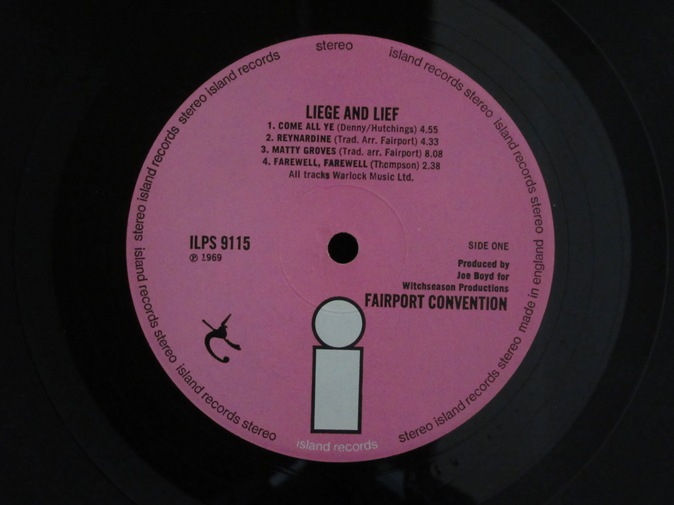 stereo
island records
LIEGE AND LIEF
1. COME ALL YE (Denny/Hutchings) 4.55
2. REYNARDINE (Trad. Arr. Fairport) 4.33
3. MATTY GROVES (Trad. arr. Fairport) 8.08
4. FAREWELL, FAREWELL (Thompson) 2.38
All tracks Warlock Music Ltd.
ILPS 9115
℗ 1969
SIDE ONE
Produced by
Joe Boyd for
Witchseason Productions
FAIRPORT CONVENTION
i
island records stereo
made in england
stereo island records
island records
island records stereo island records stereo
stereo island records stereo island records